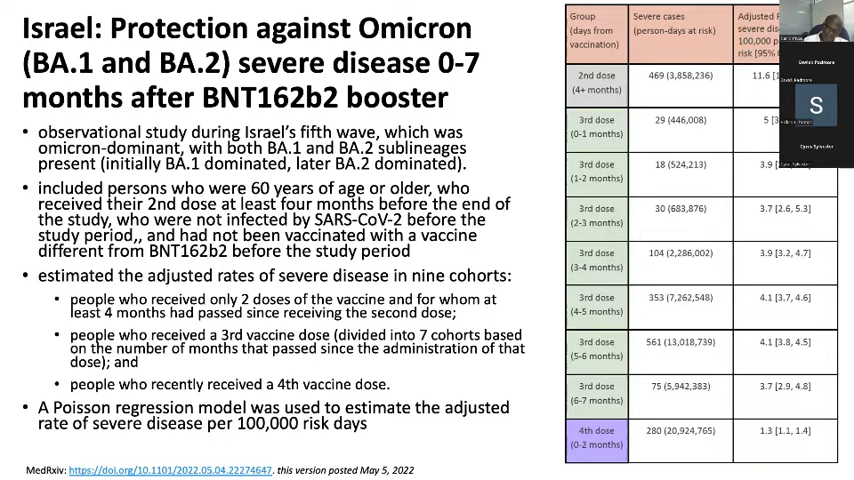 Israel: Protection against Omicron
(BA.1 and BA.2) severe disease 0-7
months after BNT162b2 booster
• observational study during Israel's fifth wave, which was
omicron-dominant, with both BA.1 and BA.2 sublineages
present (initially BA.1 dominated, later BA.2 dominated).
• included persons who were 60 years of age or older, who
received their 2nd dose at least four months before the end of
the study, who were not infected by SARS-CoV-2 before the
study period,, and had not been vaccinated with a vaccine
different from BNT162b2 before the study period
• estimated the adjusted rates of severe disease in nine cohorts:
• people who received only 2 doses of the vaccine and for whom at
least 4 months had passed since receiving the second dose;
• people who received a 3rd vaccine dose (divided into 7 cohorts based
on the number of months that passed since the administration of that
dose); and
• people who recently received a 4th vaccine dose.
• A Poisson regression model was used to estimate the adjusted
rate of severe disease per 100,000 risk days
MedRxiv: https://doi.org/10.1101/2022.05.04.22274647. this version posted May 5, 2022
Group
(days from
vaccination)
Severe cases
(person-days at risk)
Adjusted
severe
100,000
risk [95%
2nd dose
(4+ months)
469 (3,858,236)
11.6
3rd dose
(0-1 months)
29 (446,008)
5
3rd dose
(1-2 months)
18 (524,213)
3.9
3rd dose
(2-3 months)
30 (683,876)
3.7 [2.6, 5.3]
3rd dose
(3-4 months)
104 (2,286,002)
3.9 [3.2, 4.7]
3rd dose
(4-5 months)
353 (7,262,548)
4.1 [3.7, 4.6]
3rd dose
(5-6 months)
561 (13,018,739)
4.1 [3.8, 4.5]
3rd dose
(6-7 months)
75 (5,942,383)
3.7 [2.9, 4.8]
4th dose
(0-2 months)
280 (20,924,765)
1.3 [1.1, 1.4]
S